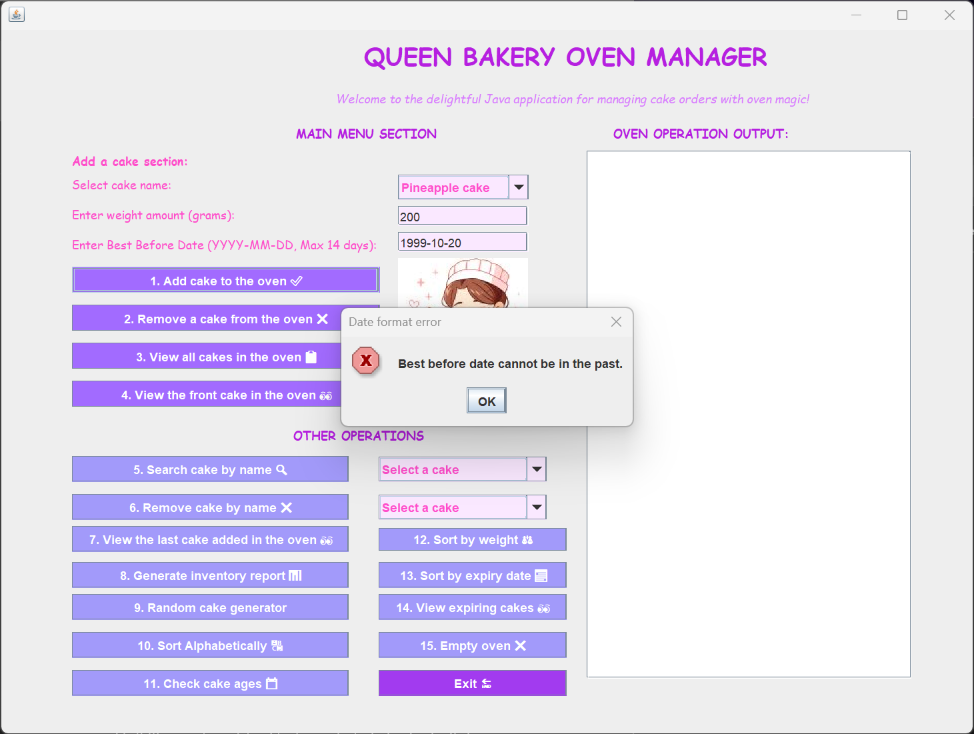 QUEEN BAKERY OVEN MANAGER
Welcome to the delightful Java application for managing cake orders with oven magic!
MAIN MENU SECTION
OVEN OPERATION OUTPUT:
Add a cake section:
Select cake name:
Pineapple cake
Enter weight amount (grams):
200
Enter Best Before Date (YYYY-MM-DD, Max 14 days):
1999-10-20
1. Add cake to the oven
2. Remove a cake from the oven
3. View all cakes in the oven
4. View the front cake in the oven
Date format error
Best before date cannot be in the past.
OK
OTHER OPERATIONS
5. Search cake by name
Select a cake
6. Remove cake by name
Select a cake
7. View the last cake added in the oven
12. Sort by weight
8. Generate inventory report
13. Sort by expiry date
9. Random cake generator
14. View expiring cakes
10. Sort Alphabetically
15. Empty oven
11. Check cake ages
Exit